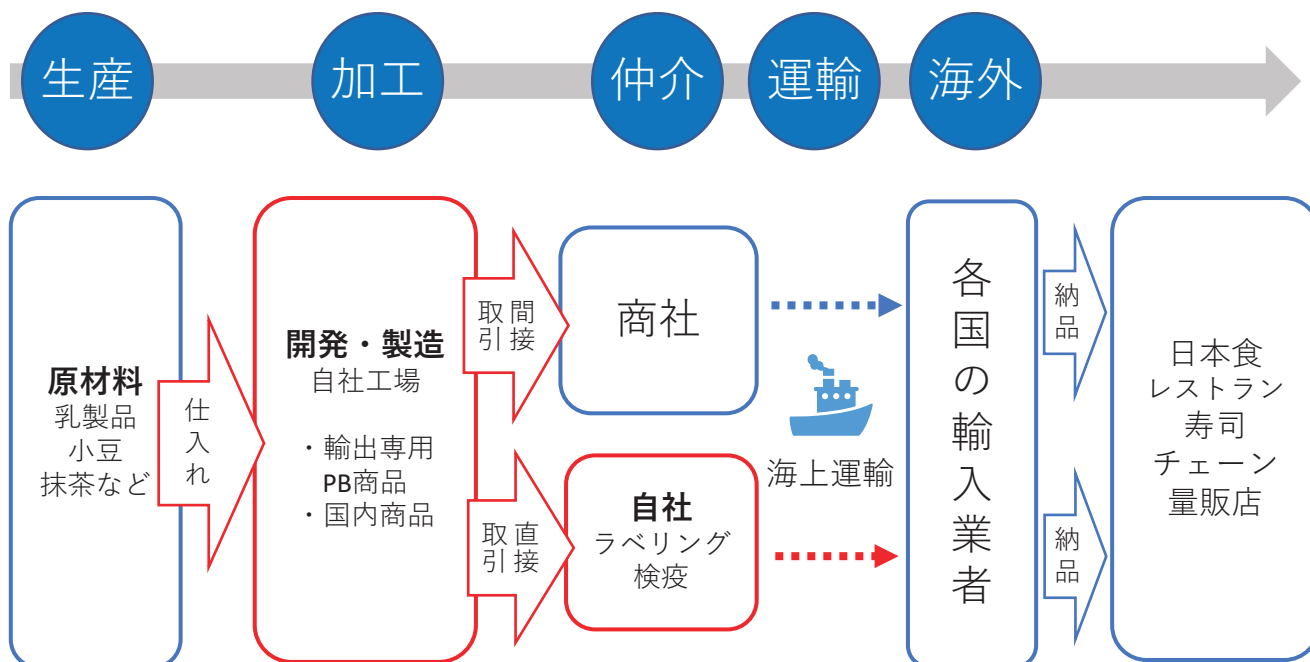 生産
加工
仲介
運輸
海外
原材料
乳製品
小豆
抹茶など
仕入れ
開発・製造
自社工場
・輸出専用
PB商品
・国内商品
間接
取引
直接
取引
商社
自社
ラベリング
検疫
海上運輸
各国の輸入業者
納品
納品
日本食
レストラン
寿司
チェーン
量販店